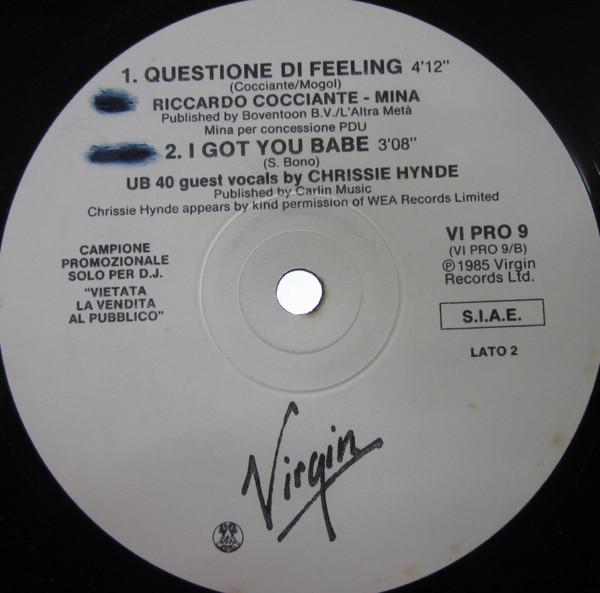 1. QUESTIONE DI FEELING 4'12"
(Cocciante/Mogol)
RICCARDO COCCIANTE - MINA
Published by Boventoon B.V./L'Altra Metà
Mina per concessione PDU
2. I GOT YOU BABE 3'08"
(S. Bono)
UB 40 guest vocals by CHRISSIE HYNDE
Published by Carlin Music
Chrissie Hynde appears by kind permission of WEA Records Limited
CAMPIONE
PROMOZIONALE
SOLO PER D.J.
"VIETATA
LA VENDITA
AL PUBBLICO"
VI PRO 9
(VI PRO 9/B)
℗ 1985 Virgin
Records Ltd.
S.I.A.E.
LATO 2
Virgin